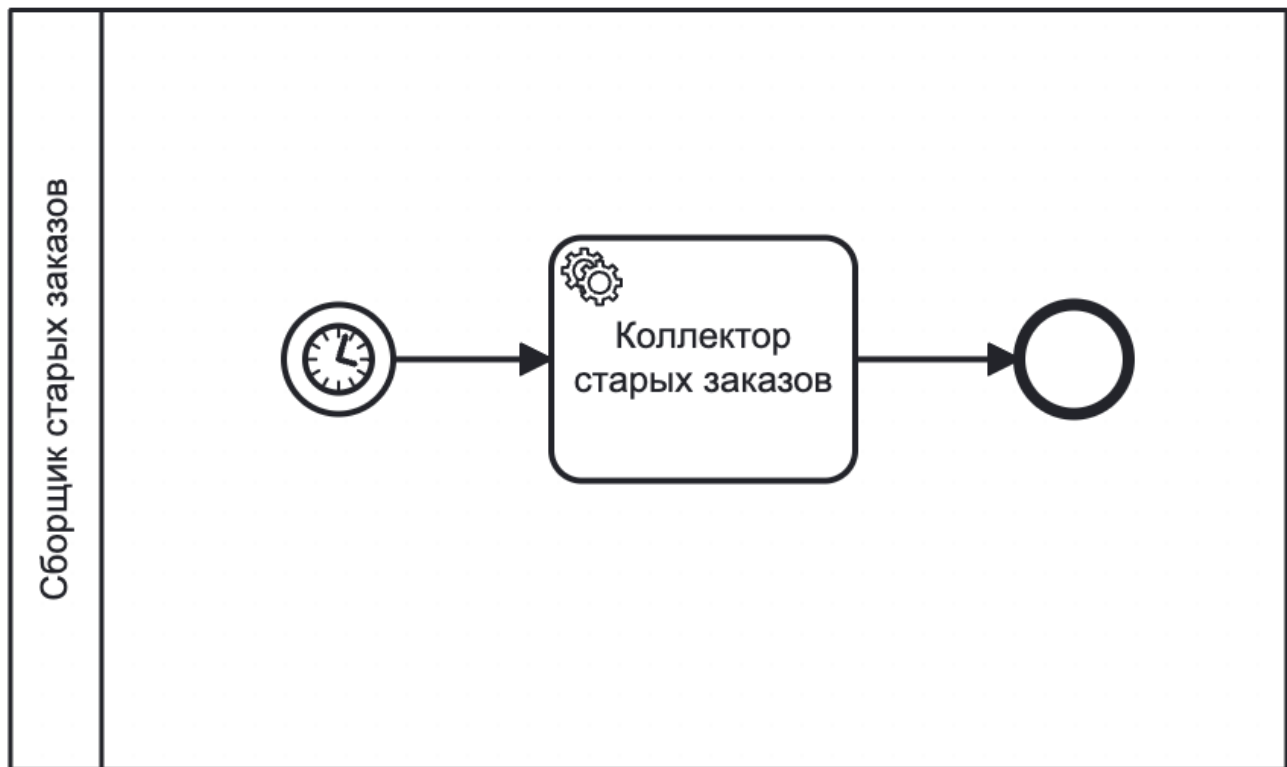 Сборщик старых заказов
Коллектор
старых заказов